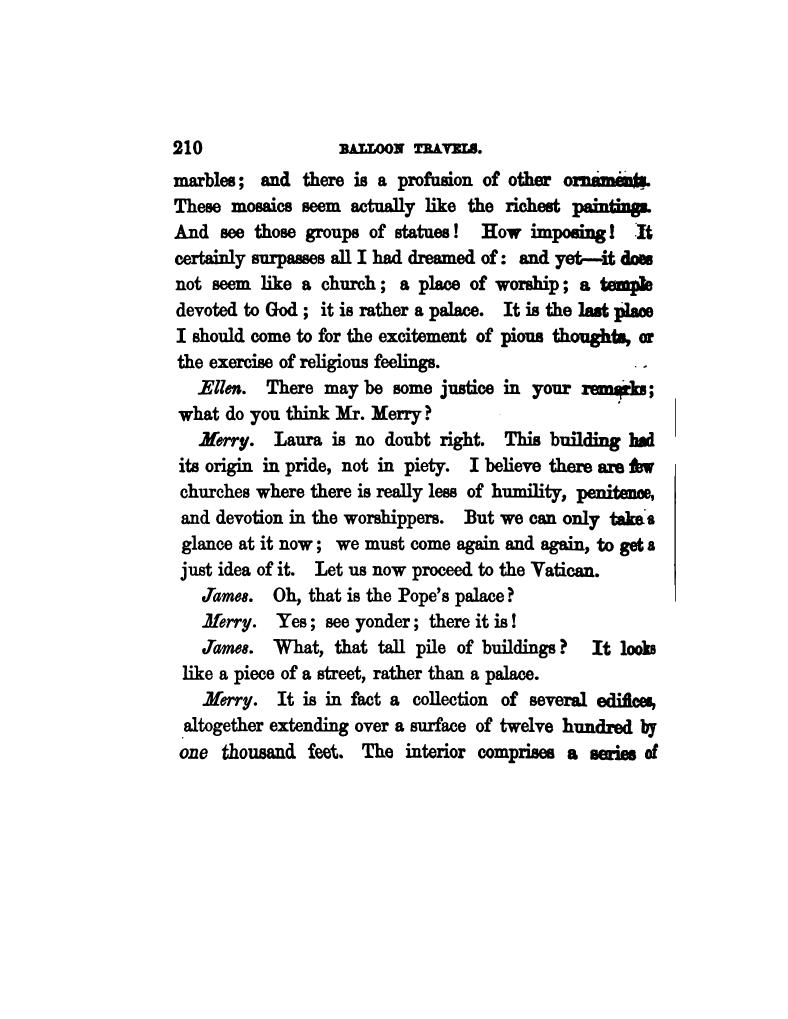 210 BALLOON TRAVELS.
marbles; and there is a profusion of other ornaments.
These mosaics seem actually like the richest paintings.
And see those groups of statues! How imposing! It
certainly surpasses all I had dreamed of: and yet—it does
not seem like a church; a place of worship; a temple
devoted to God; it is rather a palace. It is the last place
I should come to for the excitement of pious thoughts, or
the exercise of religious feelings.
Ellen. There may be some justice in your remarks;
what do you think Mr. Merry?
Merry. Laura is no doubt right. This building had
its origin in pride, not in piety. I believe there are few
churches where there is really less of humility, penitence,
and devotion in the worshippers. But we can only take a
glance at it now; we must come again and again, to get a
just idea of it. Let us now proceed to the Vatican.
James. Oh, that is the Pope's palace?
Merry. Yes; see yonder; there it is!
James. What, that tall pile of buildings? It looks
like a piece of a street, rather than a palace.
Merry. It is in fact a collection of several edifices,
altogether extending over a surface of twelve hundred by
one thousand feet. The interior comprises a series of